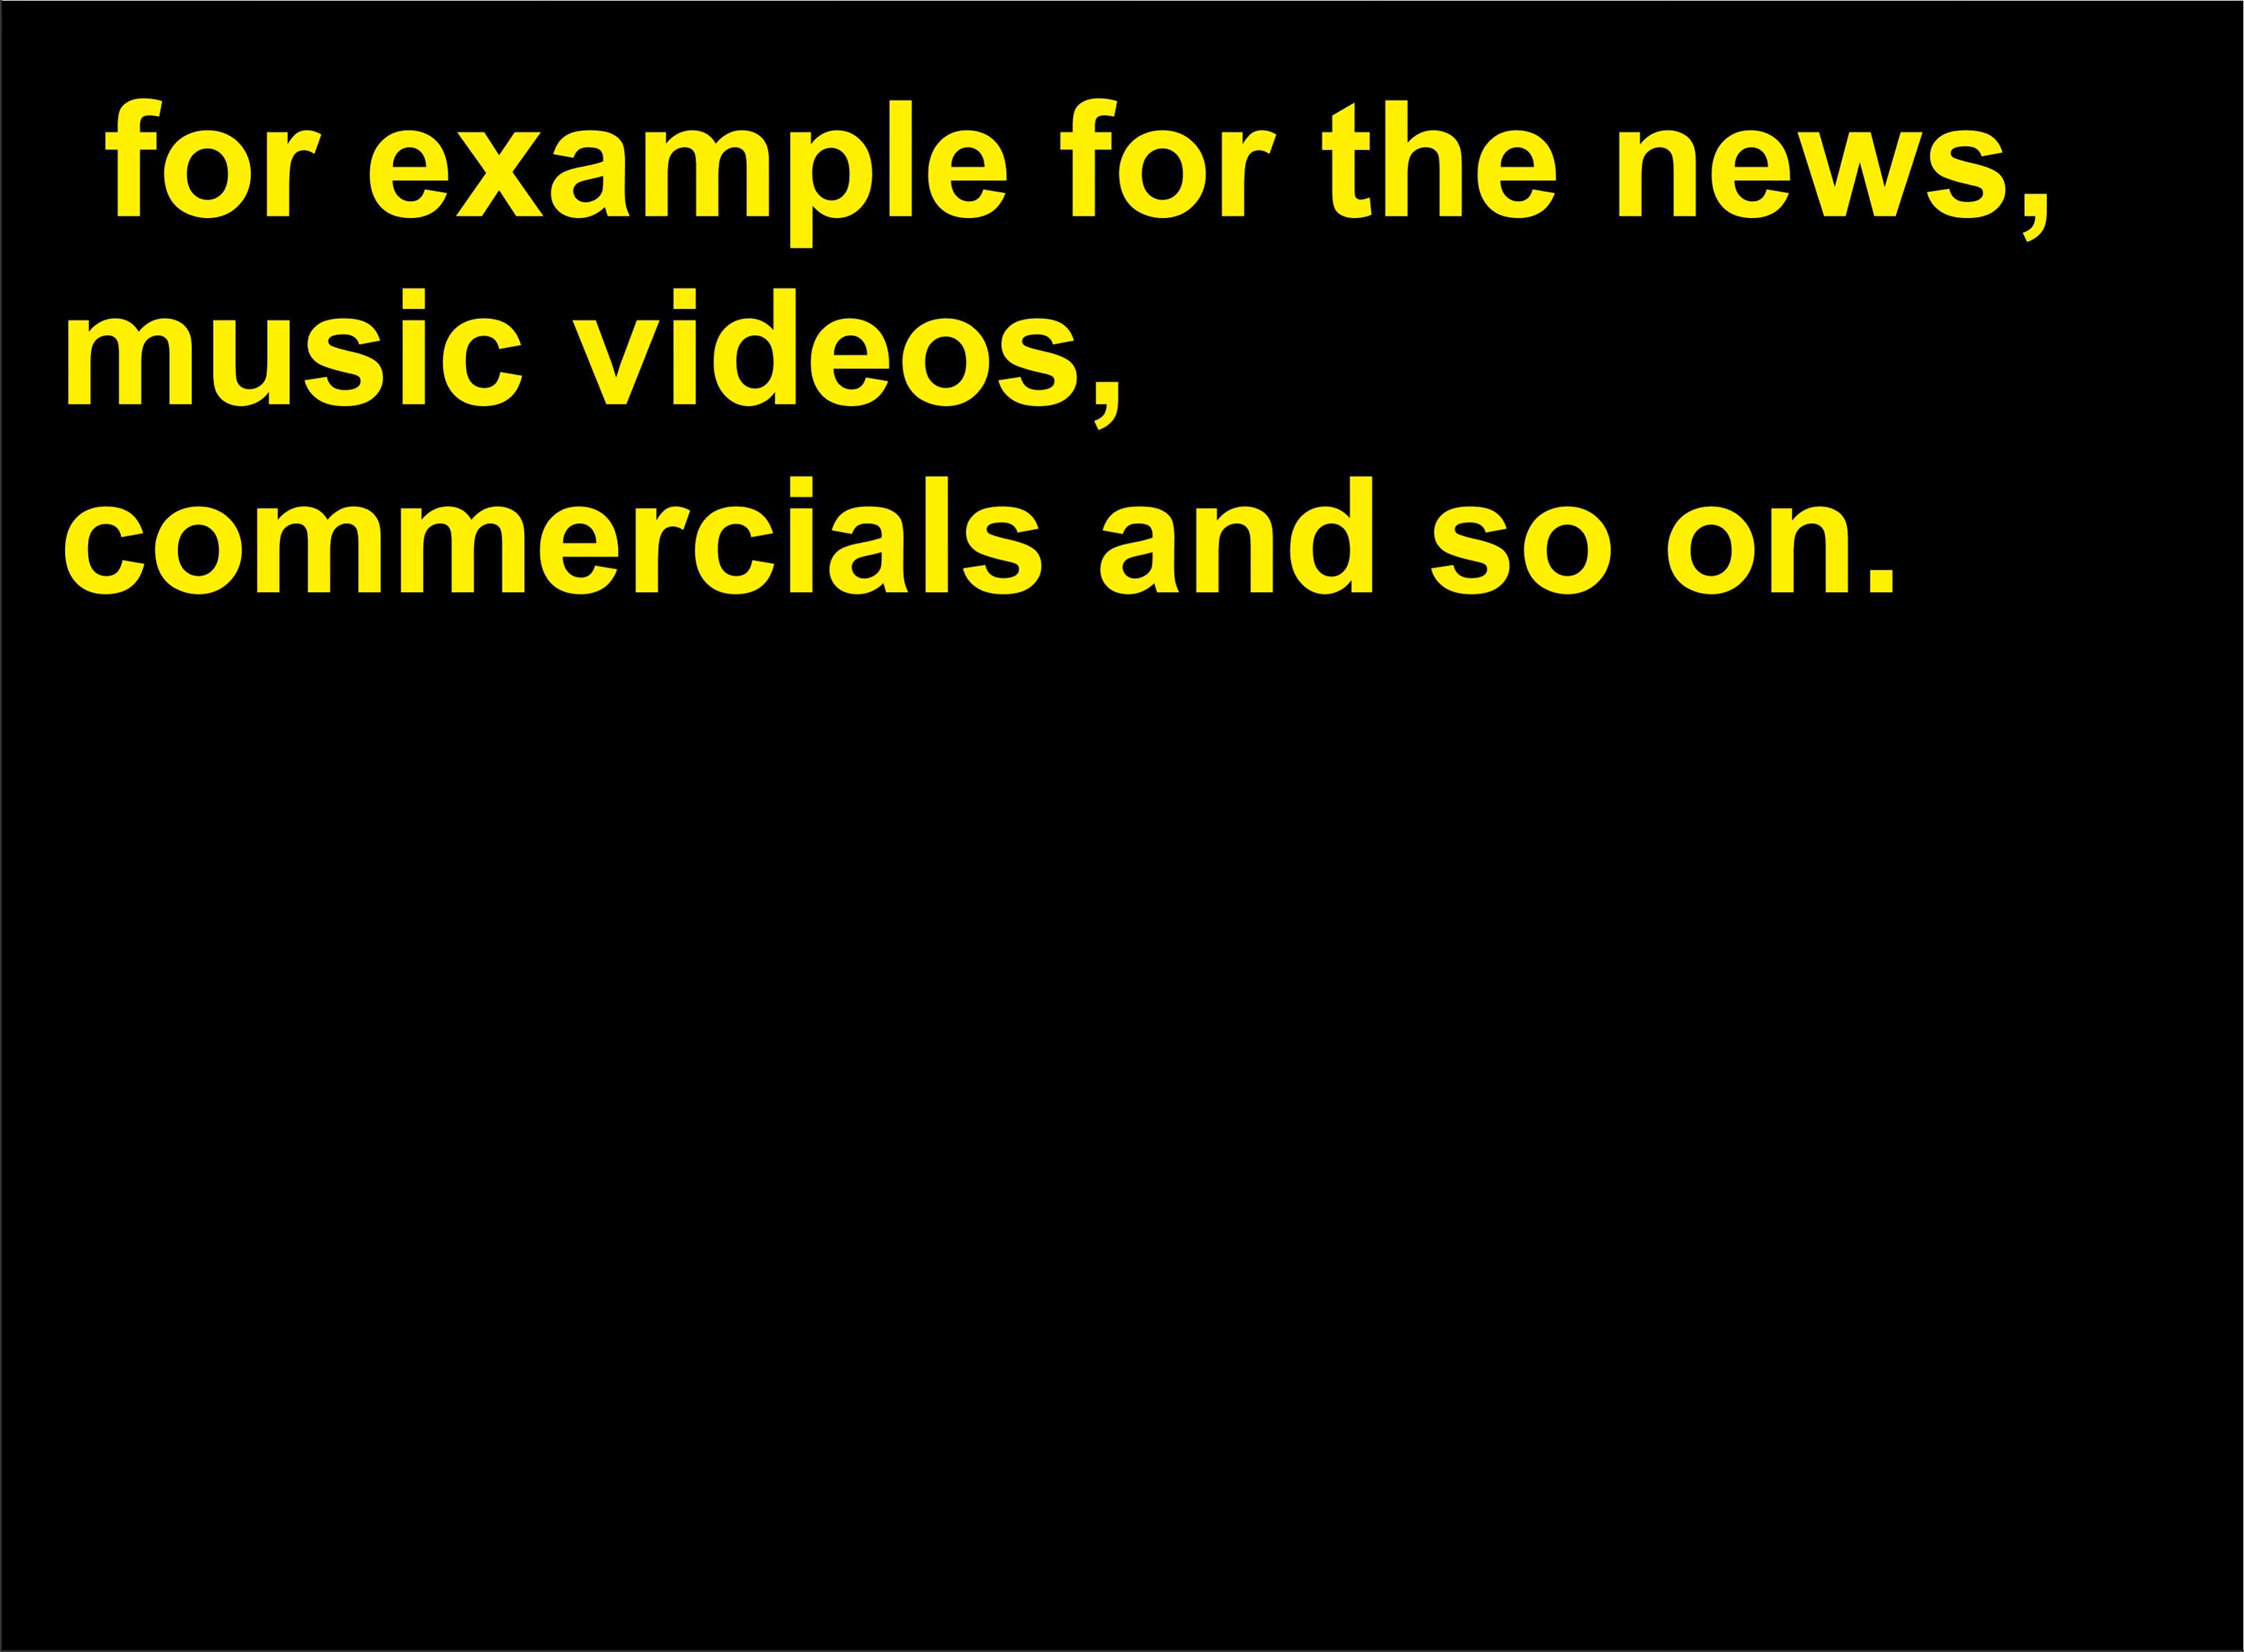 for example for the news,
music videos,
commercials and so on.